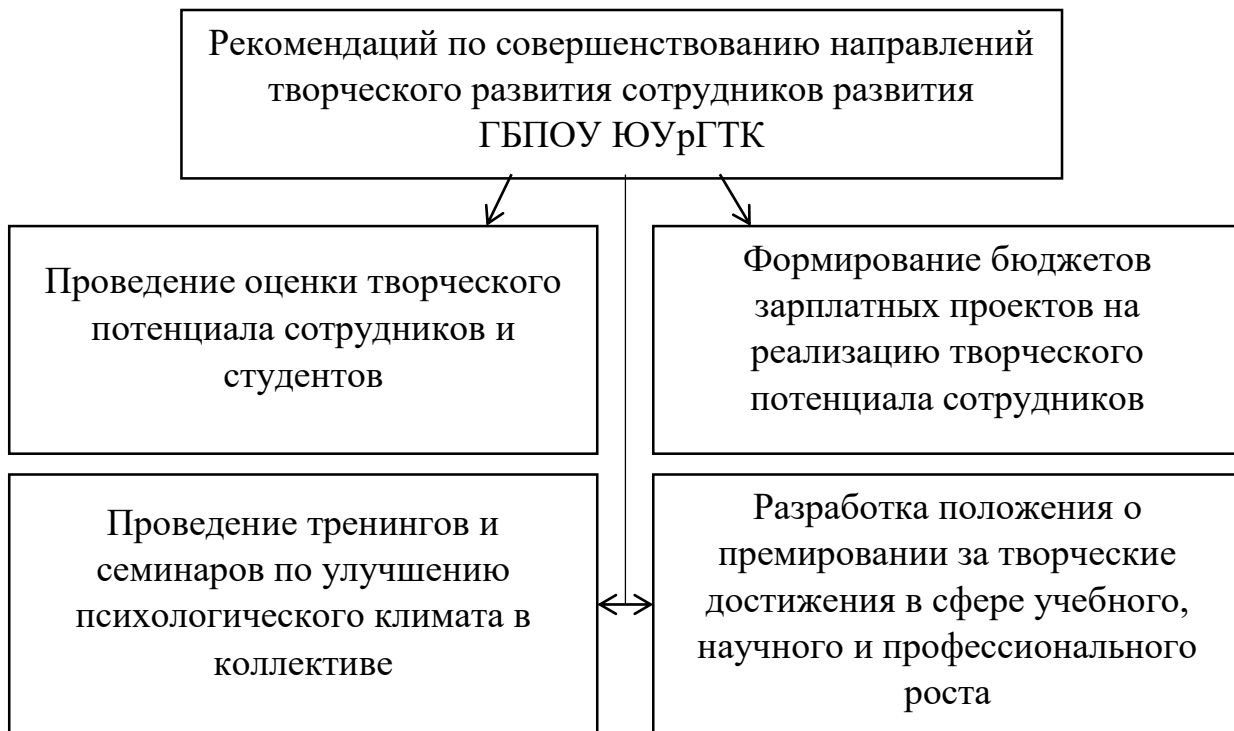 Рекомендаций по совершенствованию направлений
творческого развития сотрудников развития
ГБПОУ ЮУрГТК
Проведение оценки творческого
потенциала сотрудников и
студентов
Формирование бюджетов
зарплатных проектов на
реализацию творческого
потенциала сотрудников
Проведение тренингов и
семинаров по улучшению
психологического климата в
коллективе
Разработка положения о
премировании за творческие
достижения в сфере учебного,
научного и профессионального
роста